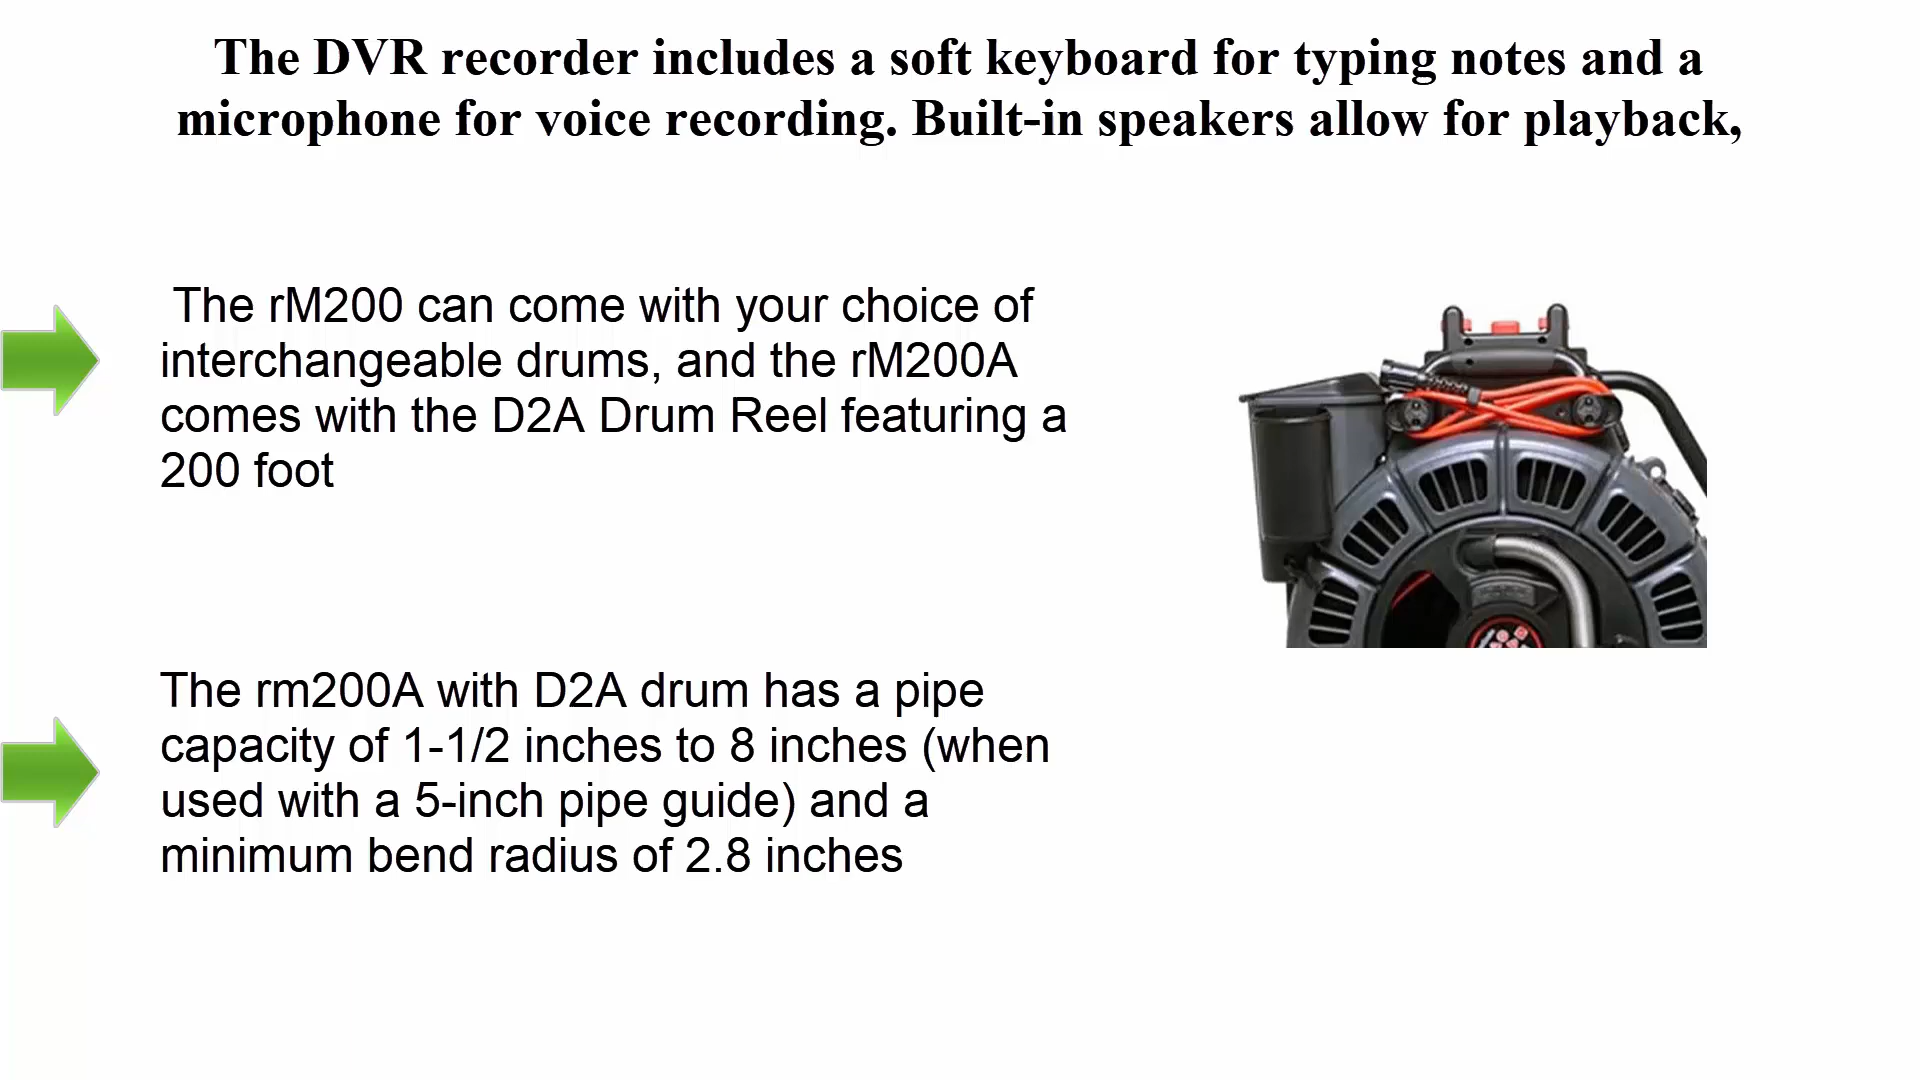 The DVR recorder includes a soft keyboard for typing notes and a
microphone for voice recording. Built-in speakers allow for playback,
The rM200 can come with your choice of
interchangeable drums, and the rM200A
comes with the D2A Drum Reel featuring a
200 foot
The rm200A with D2A drum has a pipe
capacity of 1-1/2 inches to 8 inches (when
used with a 5-inch pipe guide) and a
minimum bend radius of 2.8 inches